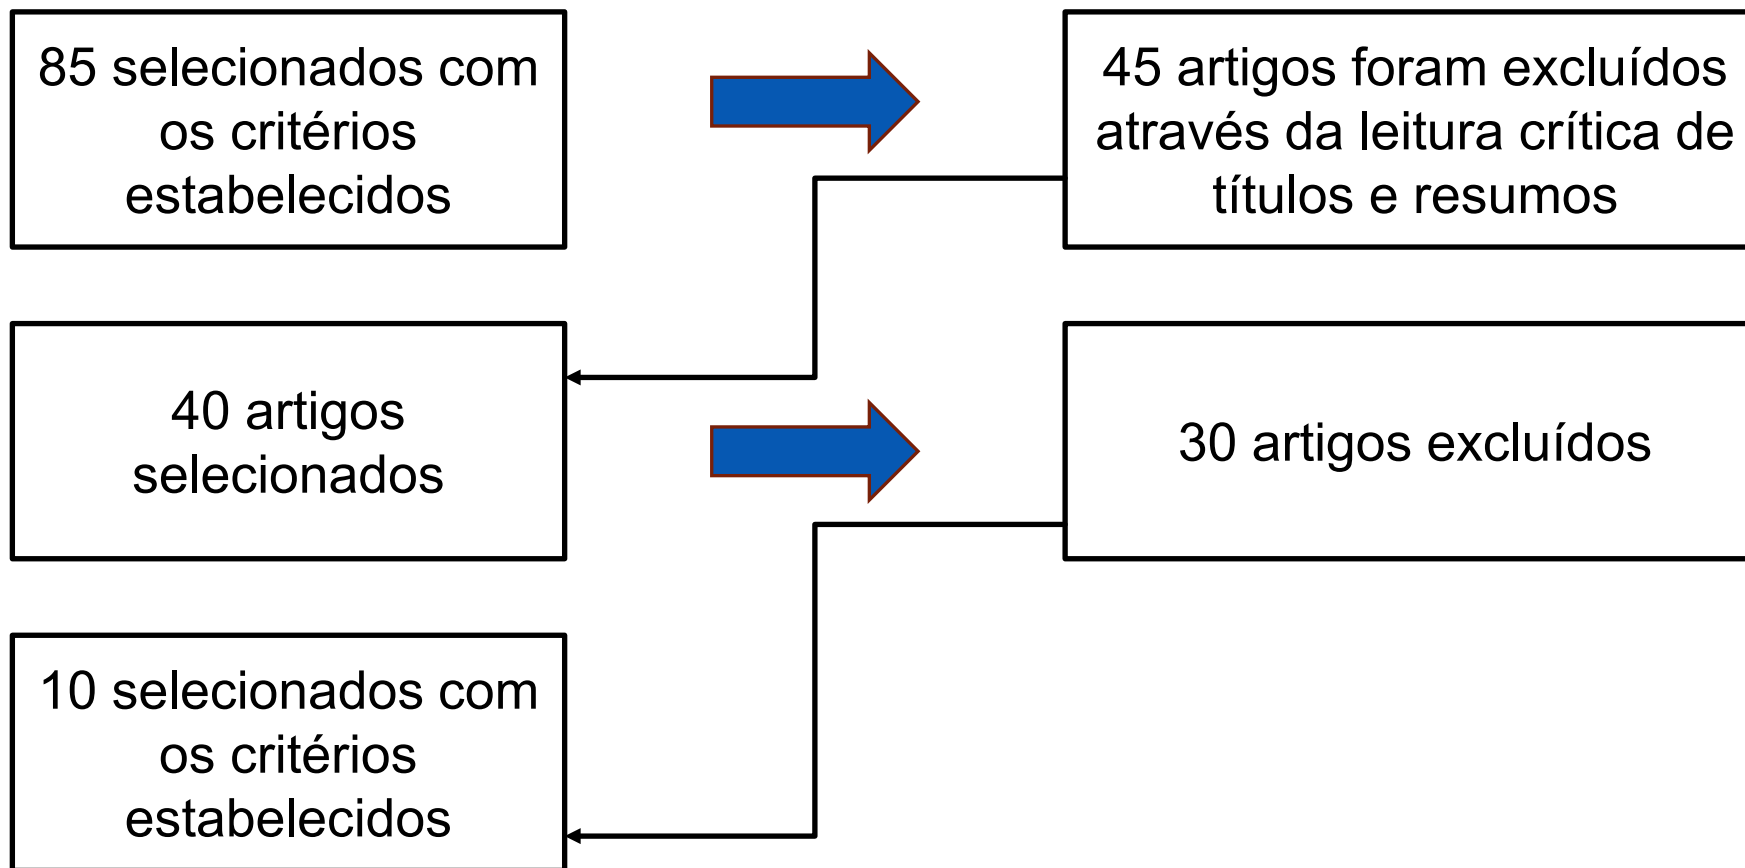 85 selecionados com
os critérios
estabelecidos
45 artigos foram excluídos
através da leitura crítica de
títulos e resumos
40 artigos
selecionados
30 artigos excluídos
10 selecionados com
os critérios
estabelecidos